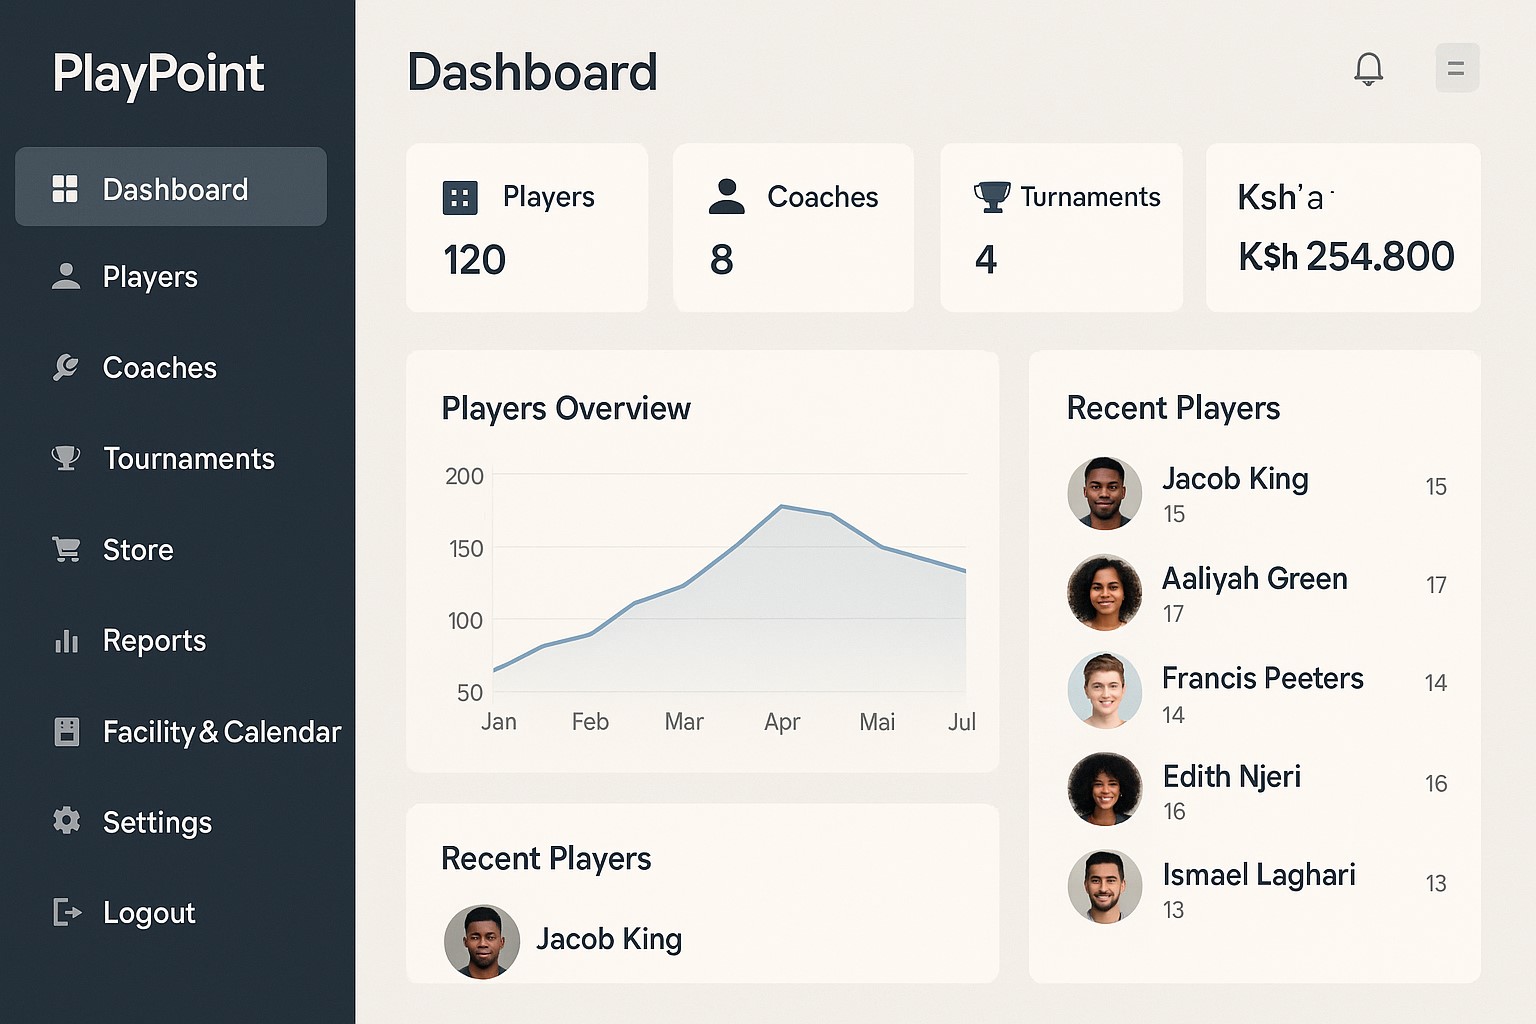 PlayPoint
Dashboard
Players
Coaches
Tournaments
Store
Reports
Facility & Calendar
Settings
Logout
Dashboard
Players
120
Coaches
8
Turnaments
4
Ksh'a
K$h 254.800
Players Overview
200
150
100
50
Jan Feb Mar Apr Mai Jul
Recent Players
Jacob King
Recent Players
Jacob King 15
15
Aaliyah Green 17
17
Francis Peeters 14
14
Edith Njeri 16
16
Ismael Laghari 13
13